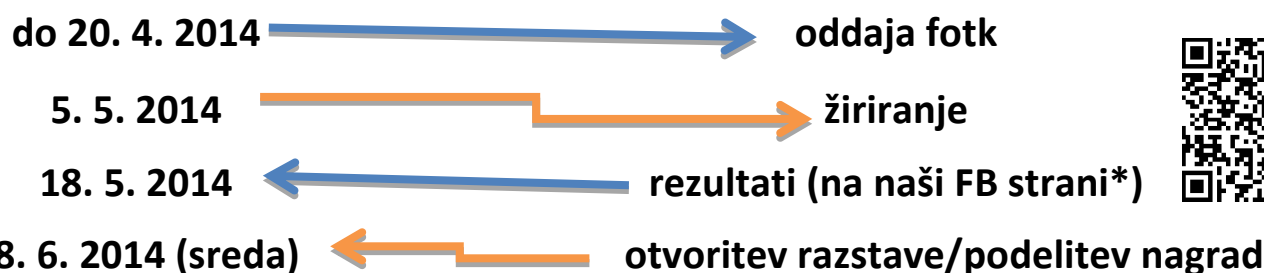 do 20. 4. 2014 oddaja fotk
5. 5. 2014 žiriranje
18. 5. 2014 rezultati (na naši FB strani*)
8. 6. 2014 (sreda) otvoritev razstave/podelitev nagrad